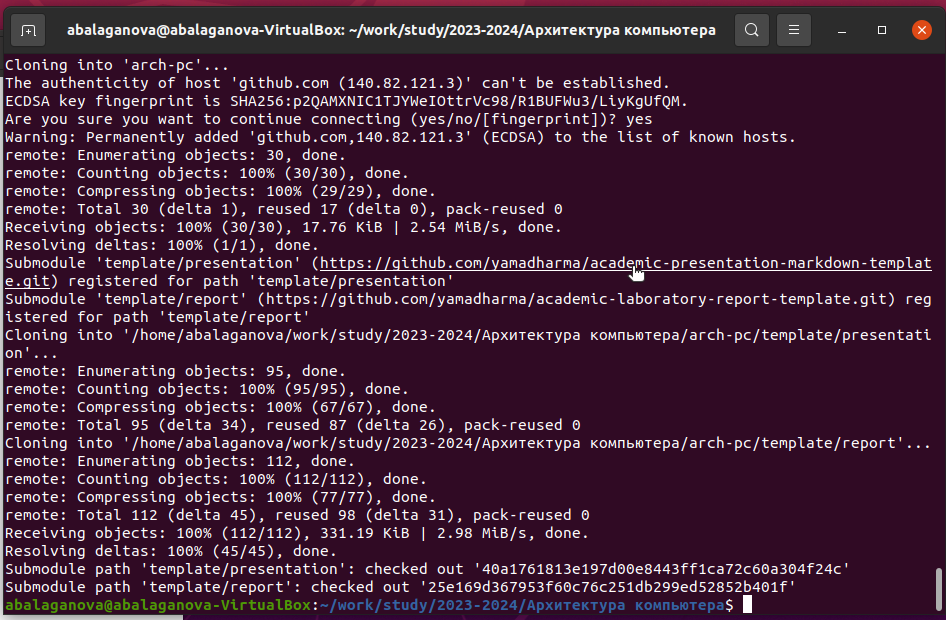 abalaganova@abalaganova-VirtualBox: ~/work/study/2023-2024/Архитектура компьютера
Cloning into 'arch-pc'...
The authenticity of host 'github.com (140.82.121.3)' can't be established.
ECDSA key fingerprint is SHA256:p2QAMXNIC1TJYWeIOttrVc98/R1BUFWu3/LiyKgUfQM.
Are you sure you want to continue connecting (yes/no/[fingerprint])? yes
Warning: Permanently added 'github.com,140.82.121.3' (ECDSA) to the list of known hosts.
remote: Enumerating objects: 30, done.
remote: Counting objects: 100% (30/30), done.
remote: Compressing objects: 100% (29/29), done.
remote: Total 30 (delta 1), reused 17 (delta 0), pack-reused 0
Receiving objects: 100% (30/30), 17.76 KiB | 2.54 MiB/s, done.
Resolving deltas: 100% (1/1), done.
Submodule 'template/presentation' (https://github.com/yamadharma/academic-presentation-markdown-templat
e.git) registered for path 'template/presentation'
Submodule 'template/report' (https://github.com/yamadharma/academic-laboratory-report-template.git) reg
istered for path 'template/report'
Cloning into '/home/abalaganova/work/study/2023-2024/Архитектура компьютера/arch-pc/template/presentati
on'...
remote: Enumerating objects: 95, done.
remote: Counting objects: 100% (95/95), done.
remote: Compressing objects: 100% (67/67), done.
remote: Total 95 (delta 34), reused 87 (delta 26), pack-reused 0
Cloning into '/home/abalaganova/work/study/2023-2024/Архитектура компьютера/arch-pc/template/report'...
remote: Enumerating objects: 112, done.
remote: Counting objects: 100% (112/112), done.
remote: Compressing objects: 100% (77/77), done.
remote: Total 112 (delta 45), reused 98 (delta 31), pack-reused 0
Receiving objects: 100% (112/112), 331.19 KiB | 2.98 MiB/s, done.
Resolving deltas: 100% (45/45), done.
Submodule path 'template/presentation': checked out '40a1761813e197d00e8443ff1ca72c60a304f24c'
Submodule path 'template/report': checked out '25e169d367953f60c76c251db299ed52852b401f'
abalaganova@abalaganova-VirtualBox:~/work/study/2023-2024/Архитектура компьютера$